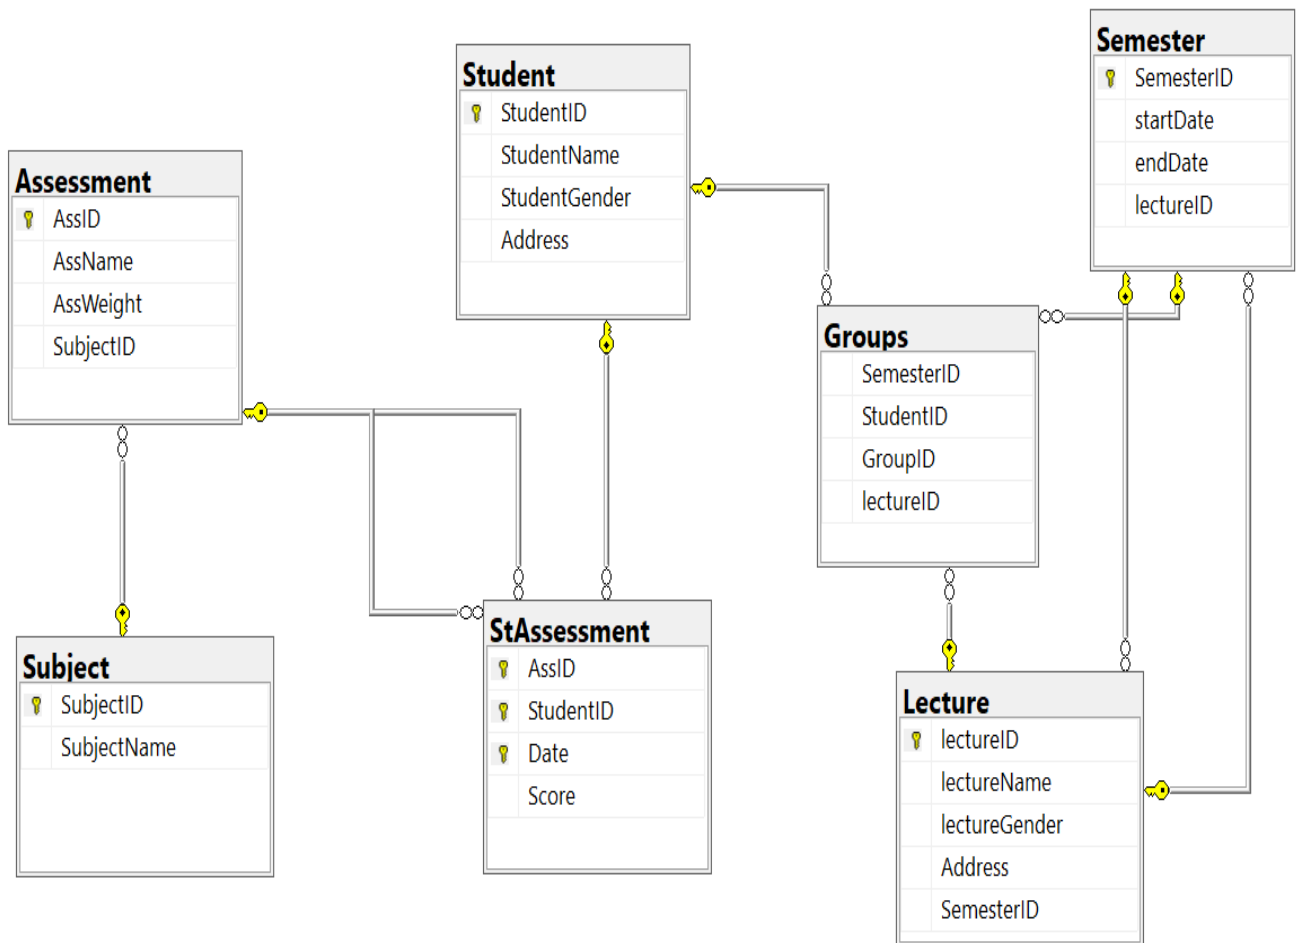 Assessment
AssID
AssName
AssWeight
SubjectID
Subject
SubjectID
SubjectName
Student
StudentID
StudentName
StudentGender
Address
StAssessment
AssID
StudentID
Date
Score
Groups
SemesterID
StudentID
GroupID
lectureID
Semester
SemesterID
startDate
endDate
lectureID
Lecture
lectureID
lectureName
lectureGender
Address
SemesterID